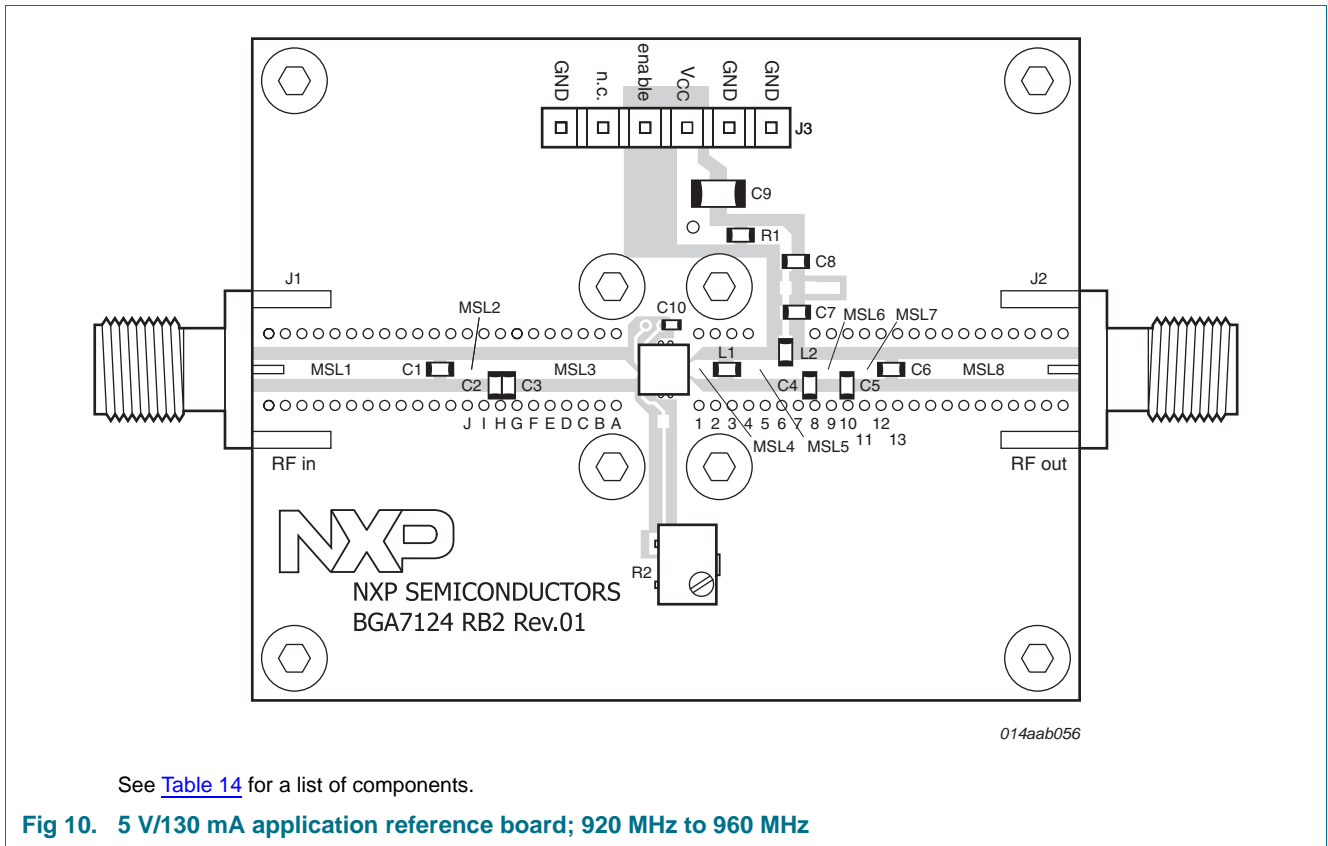 GND
n.c.
enable
VCC
GND
GND
J3
C9
R1
C8
J1
J2
MSL2
C10
C7
MSL6
MSL7
MSL1
C1
MSL3
L1
L2
C6
MSL8
C2
C3
C4
C5
J I H G F E D C B A
1 2 3 4 5 6 7 8 9 10 12
11 13
MSL4
MSL5
RF in
RF out
NXP
R2
NXP SEMICONDUCTORS
BGA7124 RB2 Rev.01
014aab056
See Table 14 for a list of components.
Fig 10. 5 V/130 mA application reference board; 920 MHz to 960 MHz